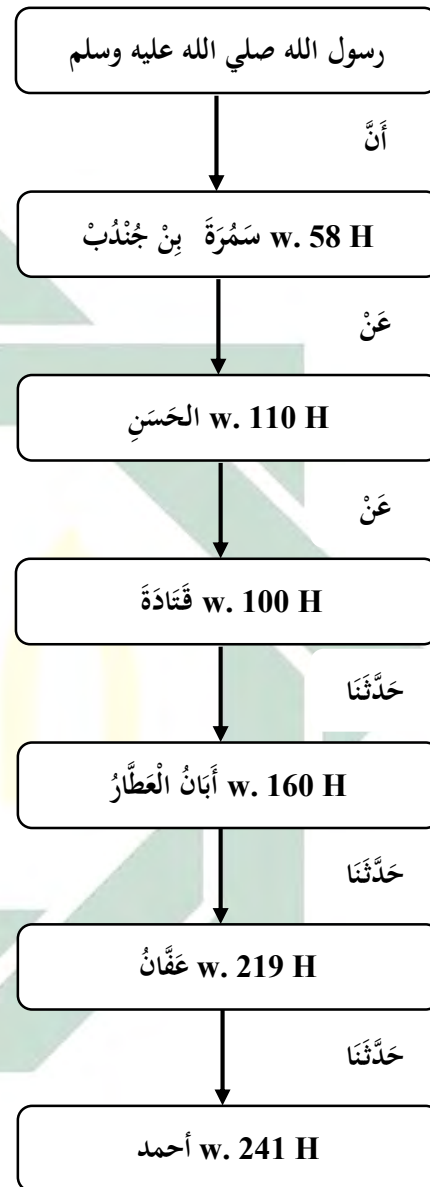 رسول الله صلي الله عليه وسلم
أَنَّ
سَمُرَةَ بِنْ جُنْدُبْ w. 58 H
عَنْ
الحَسَنِ w. 110 H
عَنْ
قَتَادَةَ w. 100 H
حَدَّثَنَا
أَبَانُ الْعَطَّارُ w. 160 H
حَدَّثَنَا
عَفَّانُ w. 219 H
حَدَّثَنَا
أحمد w. 241 H